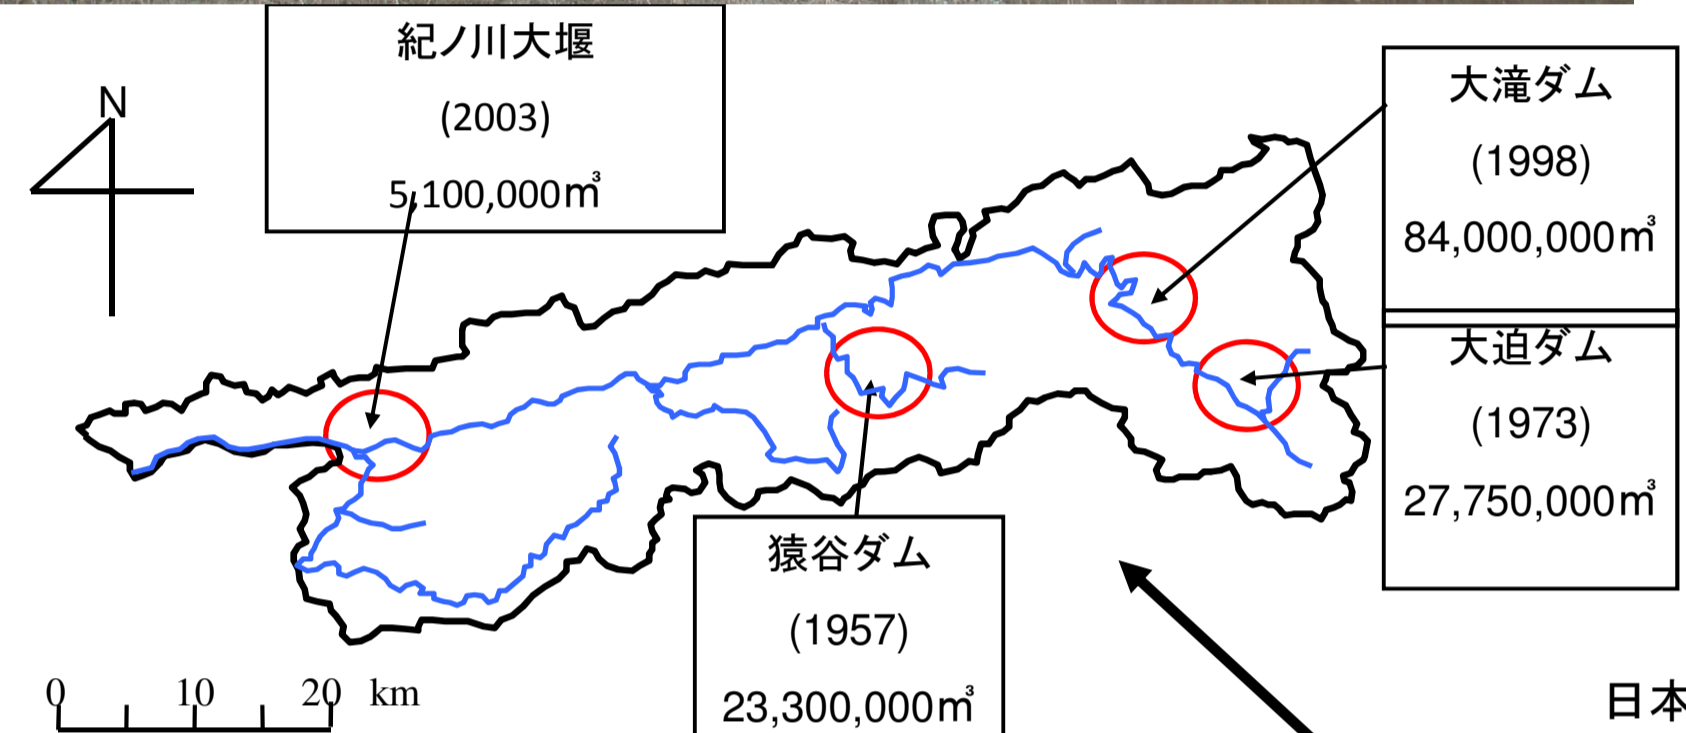 紀ノ川大堰
(2003)
5,100,000㎥
N
大滝ダム
(1998)
84,000,000㎥
大迫ダム
(1973)
27,750,000㎥
猿谷ダム
(1957)
23,300,000㎥
0 10 20 km
日本